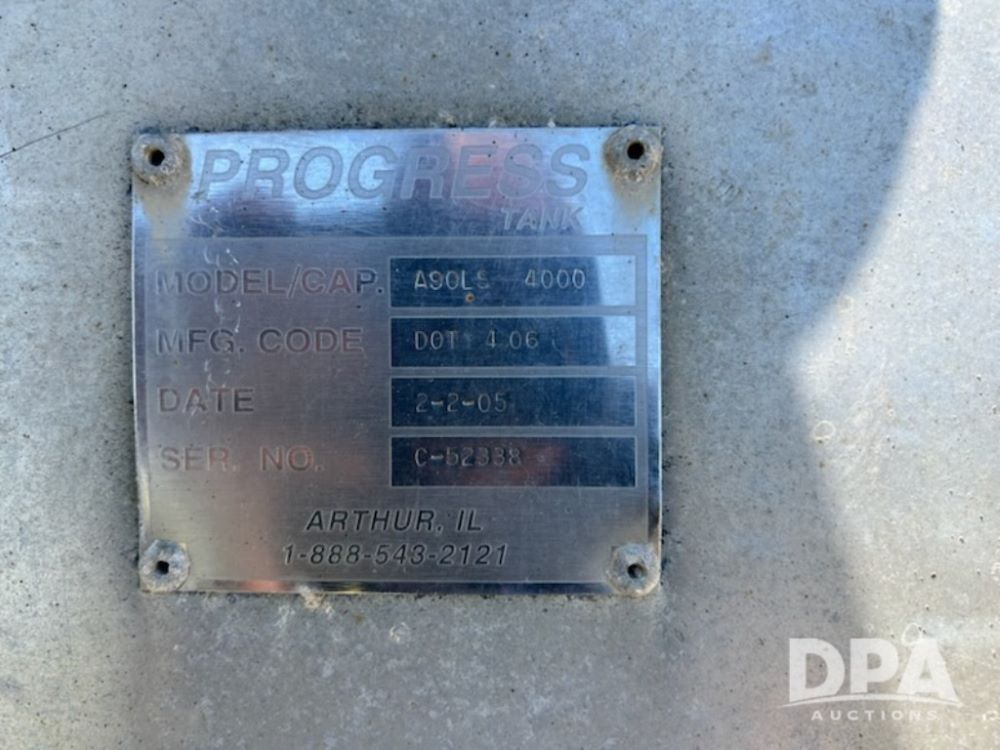 PROGRESS
TANK
MODEL/CAP. A90LS 4000
MFG. CODE DOT 4.06
DATE 2-2-05
SER. NO. C-52338
ARTHUR, IL
1-888-543-2121
DPA
AUCTIONS